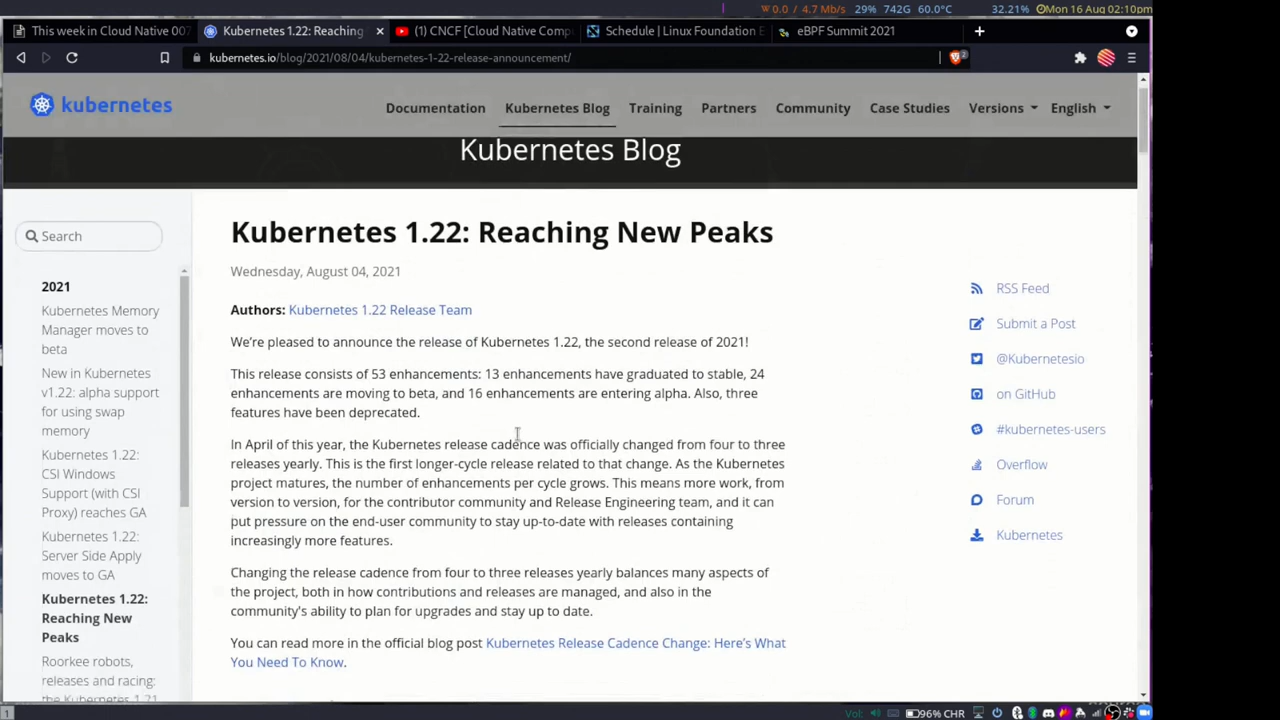 W 0.0 / 4.7 Mb/s 29% 742G 60.0°C 32.21% Mon 16 Aug 02:10pm
This week in Cloud Native 007
Kubernetes 1.22: Reaching
(1) CNCF [Cloud Native Comp
Schedule | Linux Foundation E
eBPF Summit 2021
kubernetes.io/blog/2021/08/04/kubernetes-1-22-release-announcement/
2
kubernetes
Documentation Kubernetes Blog Training Partners Community Case Studies Versions English
Kubernetes Blog
Search
2021
Kubernetes Memory
Manager moves to
beta
New in Kubernetes
v1.22: alpha support
for using swap
memory
Kubernetes 1.22:
CSI Windows
Support (with CSI
Proxy) reaches GA
Kubernetes 1.22:
Server Side Apply
moves to GA
Kubernetes 1.22:
Reaching New
Peaks
Roorkee robots,
releases and racing:
the Kubernetes 1.21
Kubernetes 1.22: Reaching New Peaks
Wednesday, August 04, 2021
Authors: Kubernetes 1.22 Release Team
We're pleased to announce the release of Kubernetes 1.22, the second release of 2021!
This release consists of 53 enhancements: 13 enhancements have graduated to stable, 24
enhancements are moving to beta, and 16 enhancements are entering alpha. Also, three
features have been deprecated.
In April of this year, the Kubernetes release cadence was officially changed from four to three
releases yearly. This is the first longer-cycle release related to that change. As the Kubernetes
project matures, the number of enhancements per cycle grows. This means more work, from
version to version, for the contributor community and Release Engineering team, and it can
put pressure on the end-user community to stay up-to-date with releases containing
increasingly more features.
Changing the release cadence from four to three releases yearly balances many aspects of
the project, both in how contributions and releases are managed, and also in the
community's ability to plan for upgrades and stay up to date.
You can read more in the official blog post Kubernetes Release Cadence Change: Here's What
You Need To Know.
RSS Feed
Submit a Post
@Kubernetesio
on GitHub
#kubernetes-users
Overflow
Forum
Kubernetes
1
Vol: 96% CHR